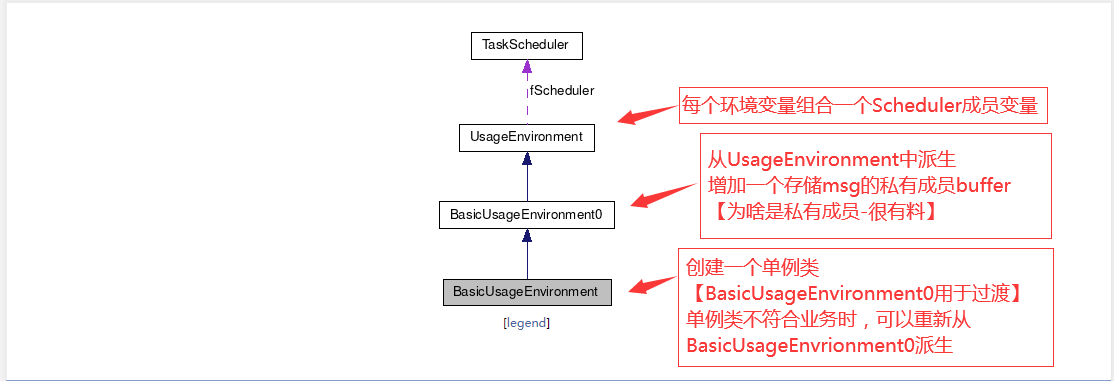 TaskScheduler
fScheduler
每个环境变量组合一个Scheduler成员变量
UsageEnvironment
从UsageEnvironment中派生
增加一个存储msg的私有成员buffer
【为啥是私有成员-很有料】
BasicUsageEnvironment0
创建一个单例类
【BasicUsageEnvironment0用于过渡】
单例类不符合业务时，可以重新从
BasicUsageEnvrionment0派生
BasicUsageEnvironment
[legend]